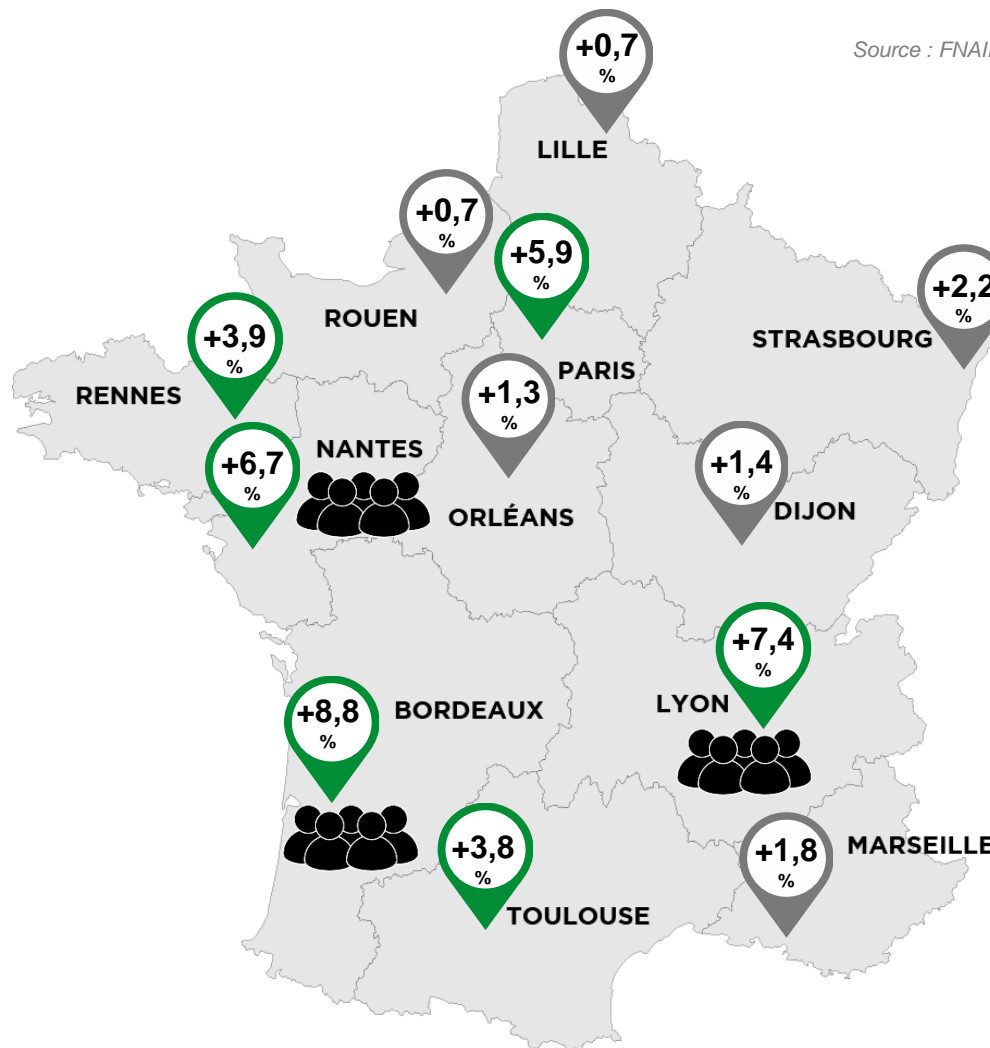 +0,7
%
Source : FNAI
LILLE
+0,7
%
+5,9
%
+2,2
%
ROUEN
+3,9
%
STRASBOURG
PARIS
RENNES
+1,3
%
NANTES
+6,7
%
+1,4
%
ORLÉANS
DIJON
+7,4
%
LYON
BORDEAUX
+8,8
%
+3,8
%
MARSEILLE
+1,8
%
TOULOUSE